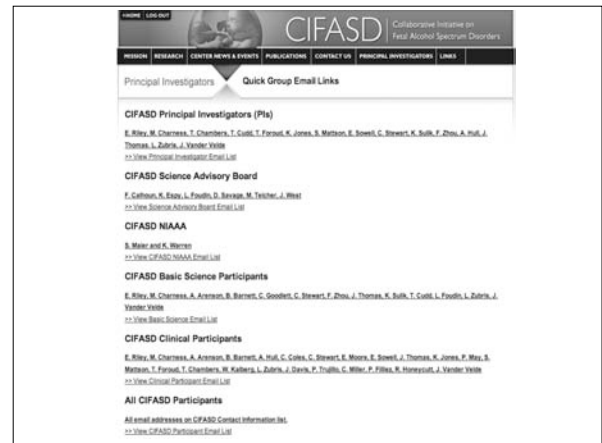 HOME LOG OUT
CIFASD Collaborative Initiative on
Fetal Alcohol Spectrum Disorders
MISSION RESEARCH CENTER NEWS & EVENTS PUBLICATIONS CONTACT US PRINCIPAL INVESTIGATORS LINKS
Principal Investigators Quick Group Email Links
CIFASD Principal Investigators (PIs)
E. Riley, M. Charness, T. Chambers, T. Cudd, T. Foroud, K. Jones, S. Mattson, E. Sowell, C. Stewart, K. Sulik, F. Zhou, A. Hull, J.
Thomas, L. Zubris, J. Vander Velde
>> View Principal Investigator Email List
CIFASD Science Advisory Board
F. Calhoun, K. Espy, L. Foudin, D. Savage, M. Teicher, J. West
>> View Science Advisory Board Email List
CIFASD NIAAA
S. Maier and K. Warren
>> View CIFASD NIAAA Email List
CIFASD Basic Science Participants
E. Riley, M. Charness, A. Arenson, B. Barnett, C. Goodlett, C. Stewart, F. Zhou, J. Thomas, K. Sulik, T. Cudd, L. Foudin, L. Zubris, J.
Vander Velde
>> View Basic Science Email List
CIFASD Clinical Participants
E. Riley, M. Charness, A. Arenson, B. Barnett, A. Hull, C. Coles, C. Stewart, E. Moore, E. Sowell, J. Thomas, K. Jones, P. May, S.
Mattson, T. Foroud, T. Chambers, W. Kalberg, L. Zubris, J. Davis, P. Trujillo, C. Miller, P. Fillez, R. Honeycutt, J. Vander Velde
>> View Clinical Participant Email List
All CIFASD Participants
All email addresses on CIFASD Contact Information list.
>> View CIFASD Participant Email List